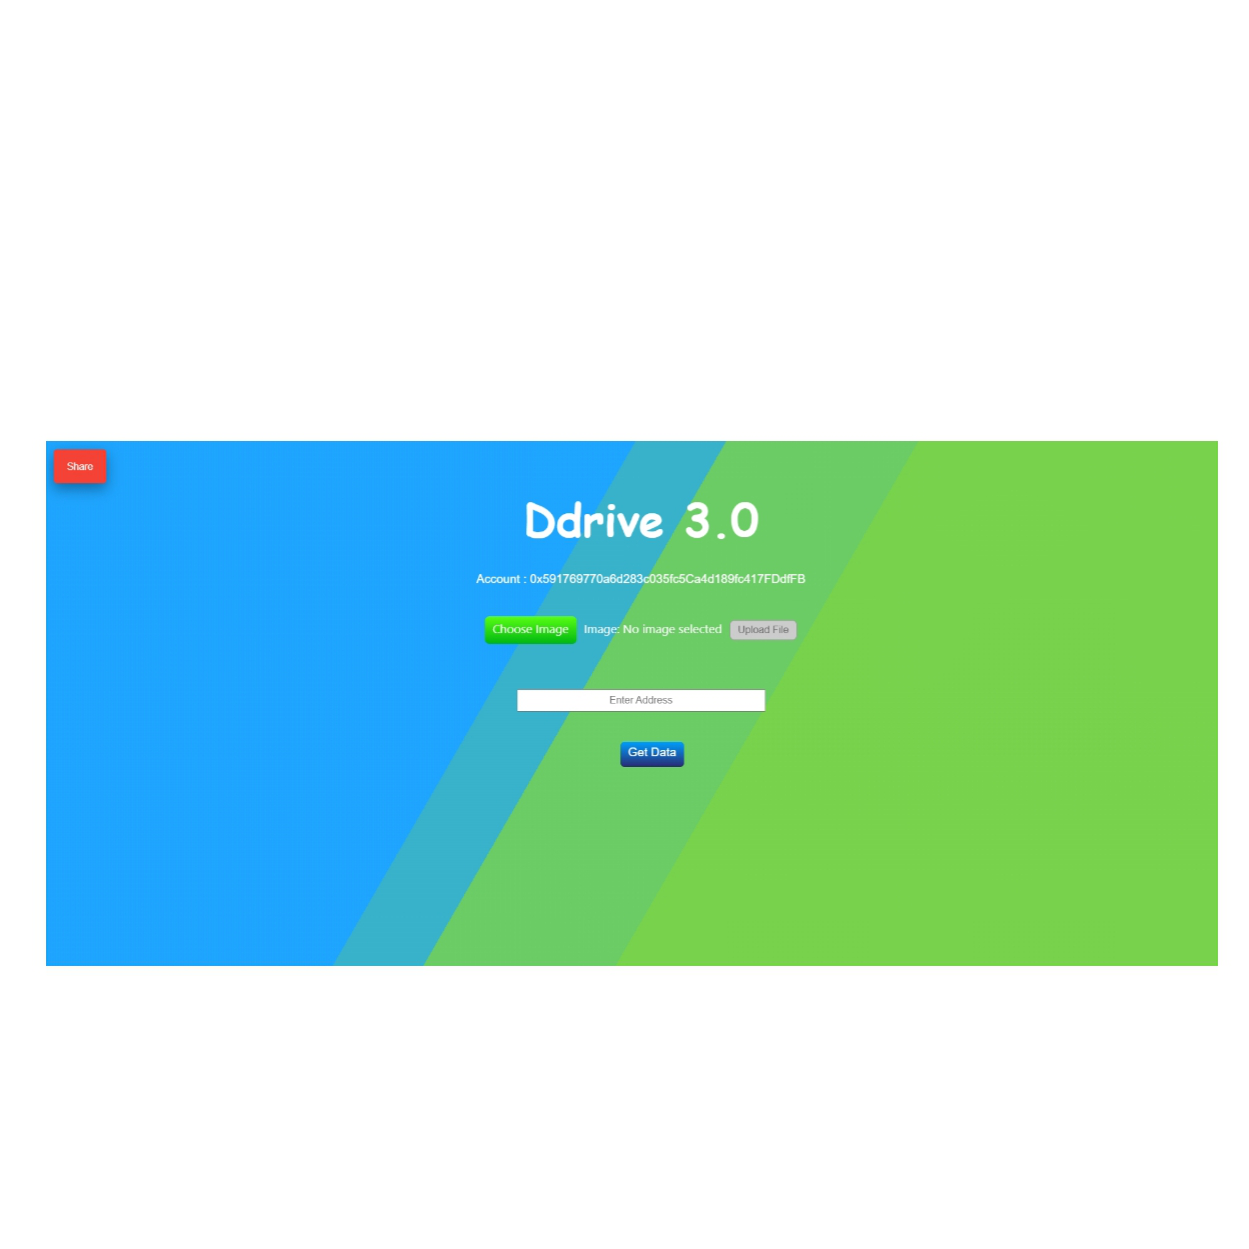 Share
Ddrive 3.0
Account : 0x591769770a6d283c035fc5Ca4d189fc417FDdfFB
Choose Image Image: No image selected Upload File
Enter Address
Get Data